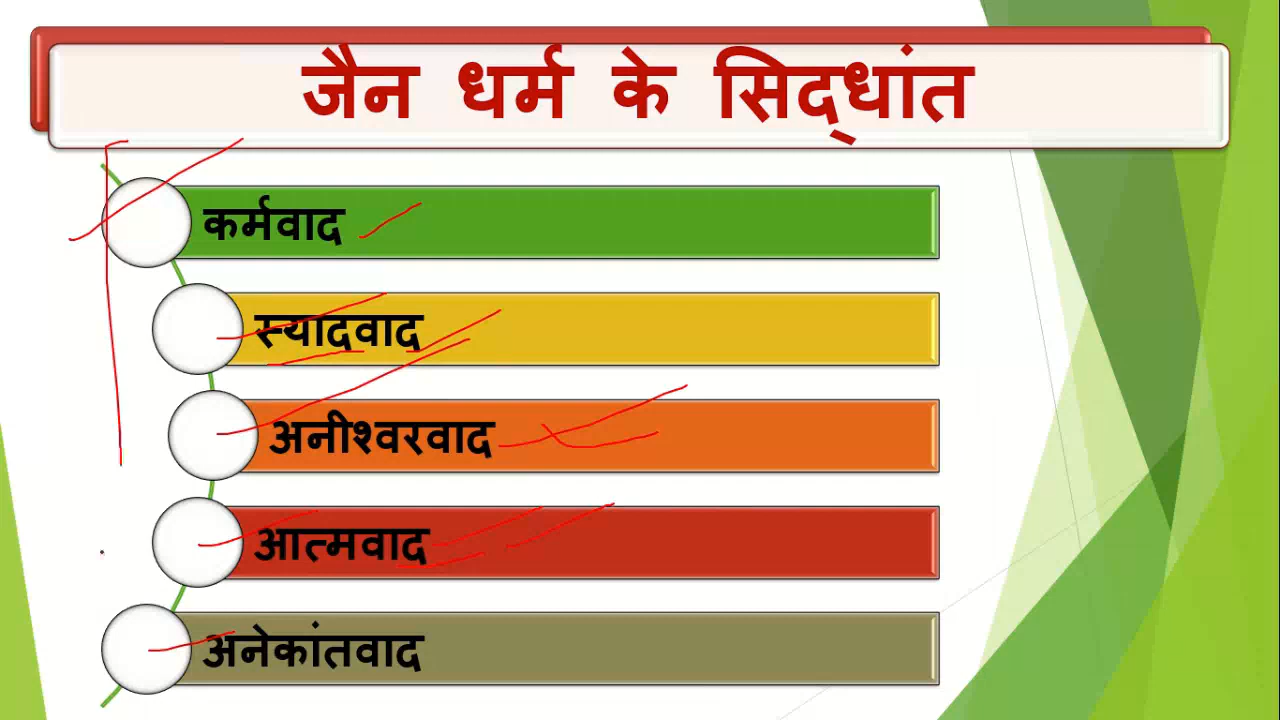 जैन धर्म के सिद्धांत
कर्मवाद
स्यादवाद
अनीश्वरवाद
आत्मवाद
अनेकांतवाद